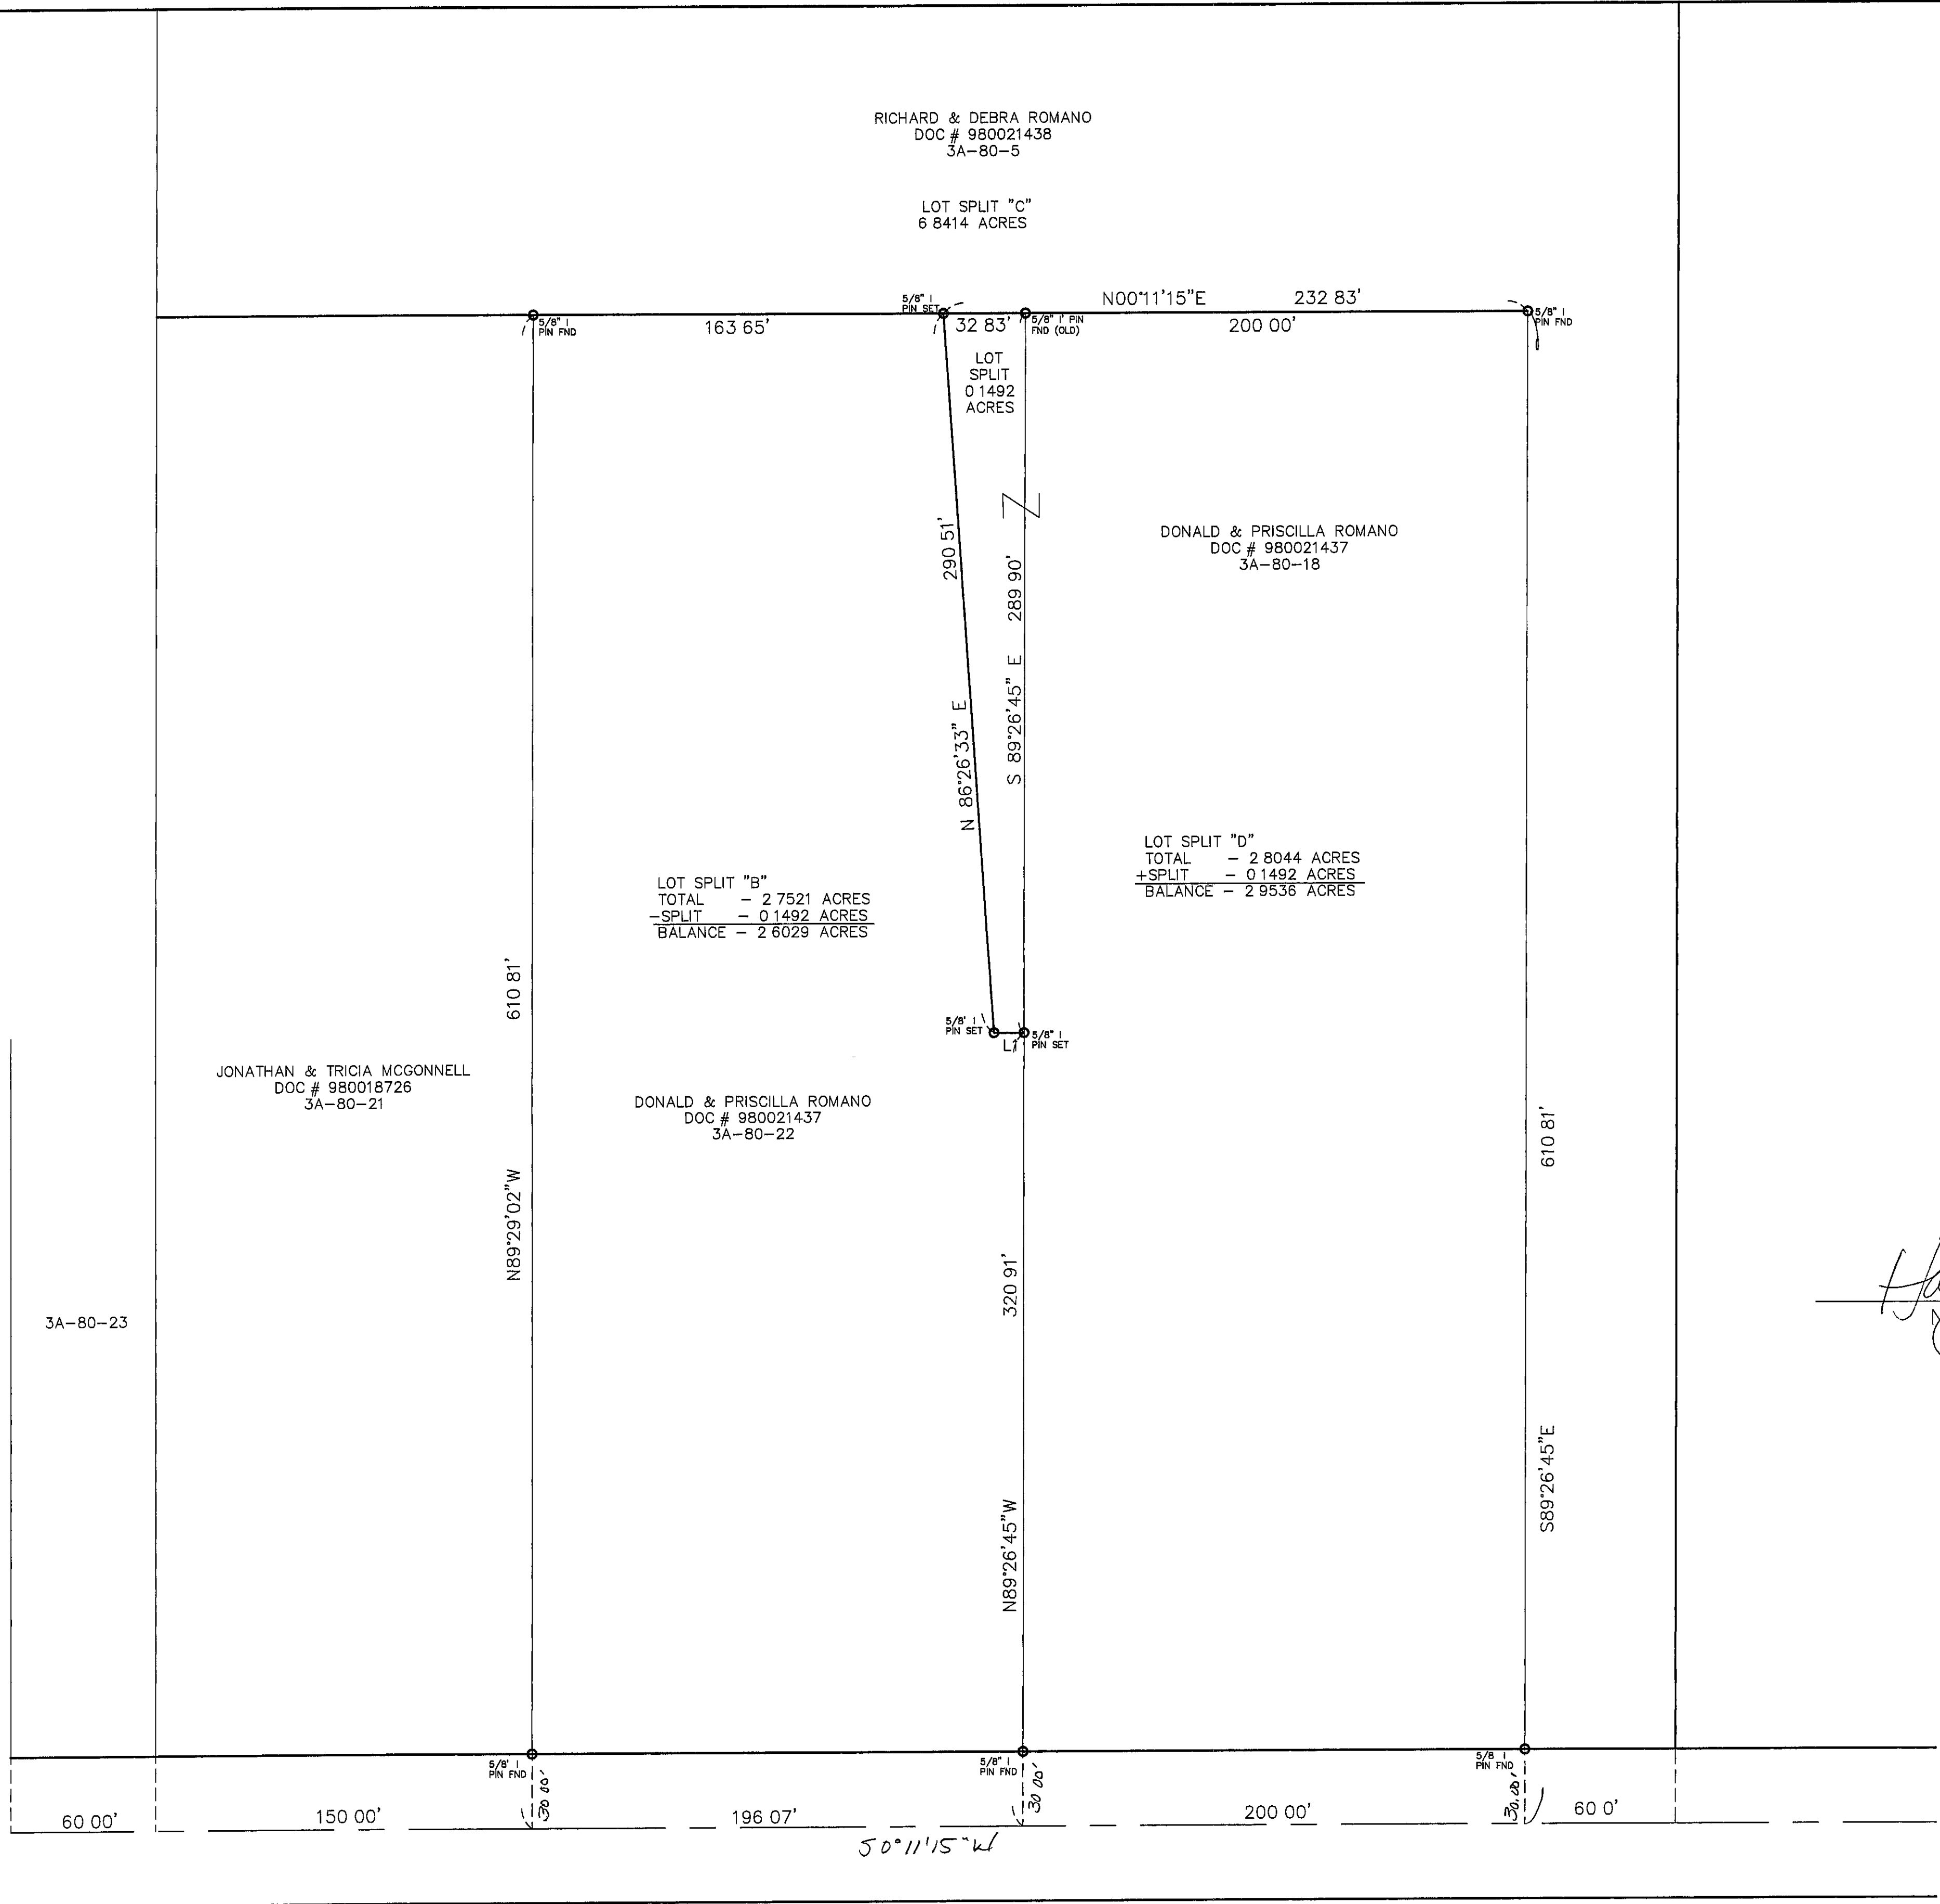 RICHARD & DEBRA ROMANO
DOC # 980021438
3A-80-5
LOT SPLIT "C"
6 8414 ACRES
5/8" I
PIN SET
N00°11'15"E 232 83'
5/8" I
PIN FND
163 65'
32 83'
5/8" I' PIN
FND (OLD)
200 00'
5/8" I
PIN FND
LOT
SPLIT
0 1492
ACRES
290 51'
N 86°26'33" E
S 89°26'45" E 289 90'
Z
DONALD & PRISCILLA ROMANO
DOC # 980021437
3A-80-18
LOT SPLIT "D"
TOTAL - 2 8044 ACRES
+SPLIT - 0 1492 ACRES
BALANCE - 2 9536 ACRES
LOT SPLIT "B"
TOTAL - 2 7521 ACRES
-SPLIT - 0 1492 ACRES
BALANCE - 2 6029 ACRES
610 81'
5/8' I
PIN SET
L1
5/8" I
PIN SET
JONATHAN & TRICIA MCGONNELL
DOC # 980018726
3A-80-21
DONALD & PRISCILLA ROMANO
DOC # 980021437
3A-80-22
610 81'
N89°29'02"W
320 91'
3A-80-23
N89°26'45"W
S89°26'45"E
5/8' I
PIN FND
5/8" I
PIN FND
5/8 I
PIN FND
30 00'
30 00'
30.00'
60 00'
150 00'
196 07'
200 00'
60 0'
S 0°11'15" W